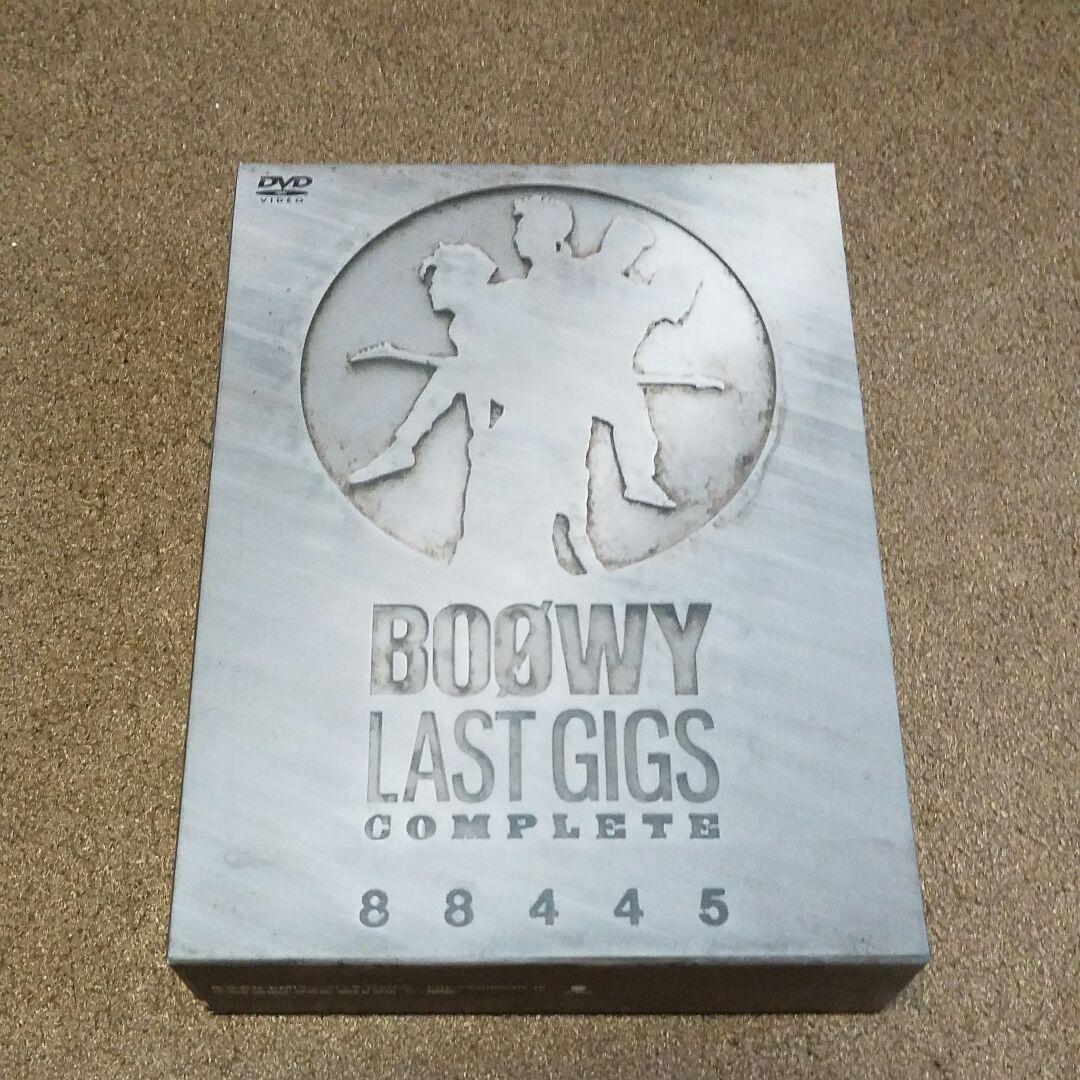 DVD
VIDEO
BOØWY
LAST GIGS
COMPLETE
8 8 4 4 5